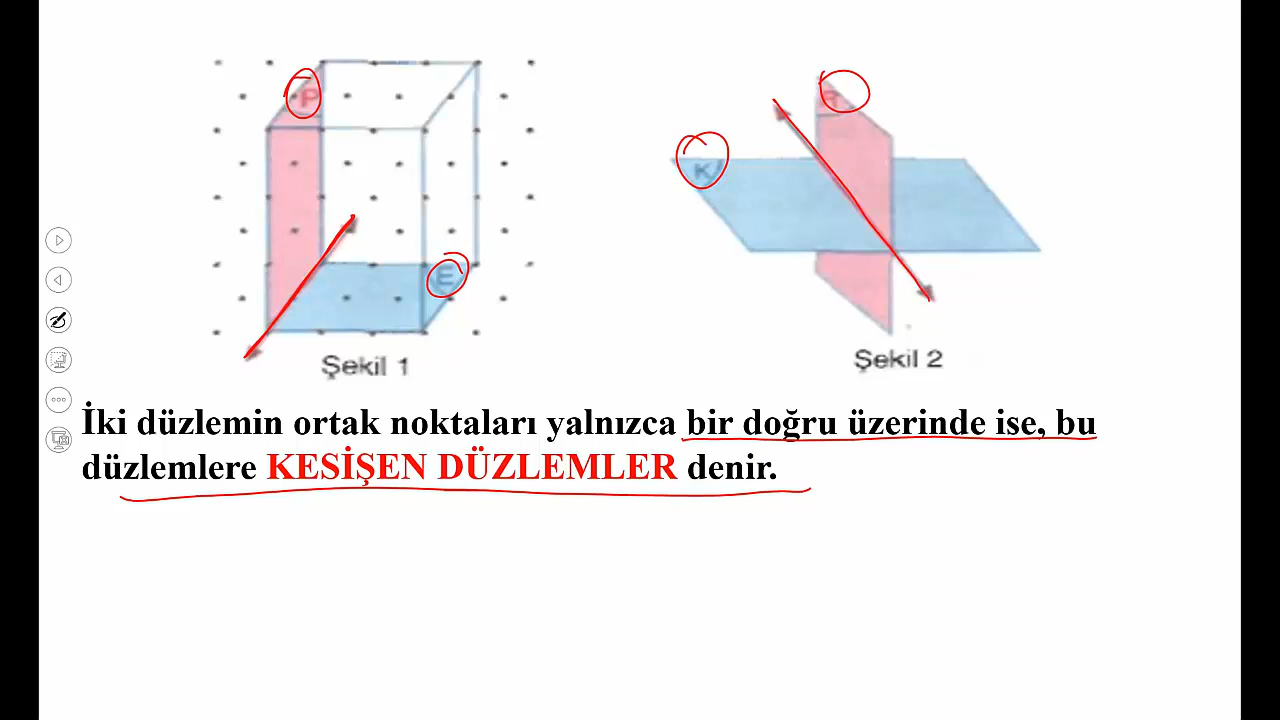 P
K
E
Şekil 1
Şekil 2
İki düzlemin ortak noktaları yalnızca bir doğru üzerinde ise, bu
düzlemlere KESİŞEN DÜZLEMLER denir.